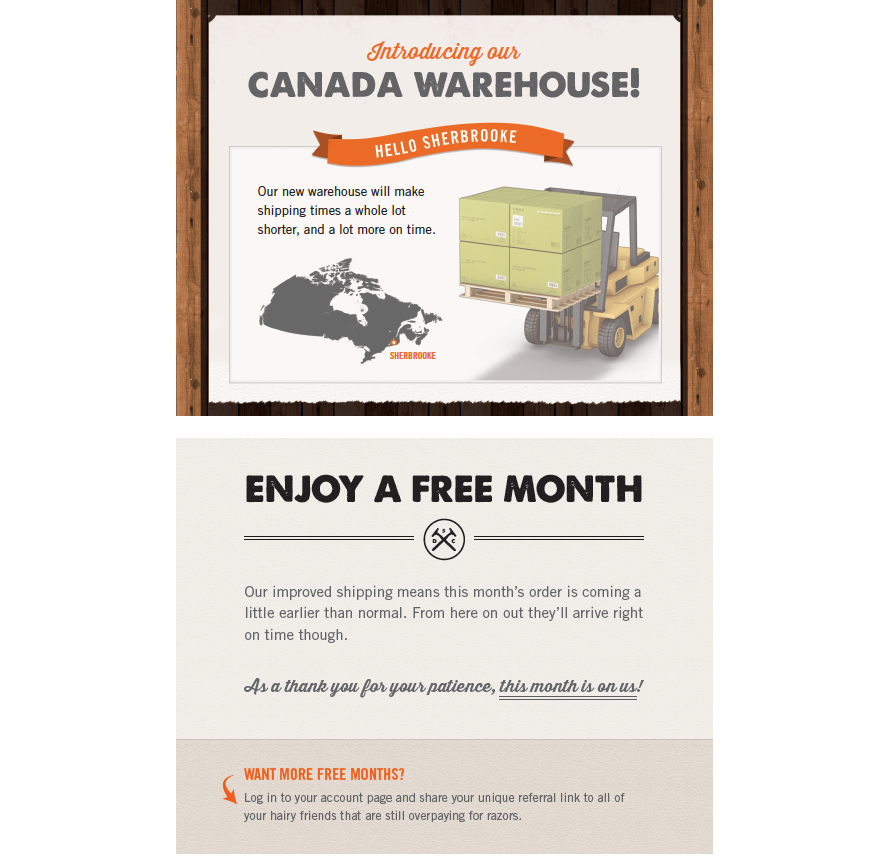 Introducing our
CANADA WAREHOUSE!
HELLO SHERBROOKE
Our new warehouse will make
shipping times a whole lot
shorter, and a lot more on time.
SHERBROOKE
ENJOY A FREE MONTH
D S C
Our improved shipping means this month's order is coming a
little earlier than normal. From here on out they'll arrive right
on time though.
As a thank you for your patience, this month is on us!
WANT MORE FREE MONTHS?
Log in to your account page and share your unique referral link to all of
your hairy friends that are still overpaying for razors.